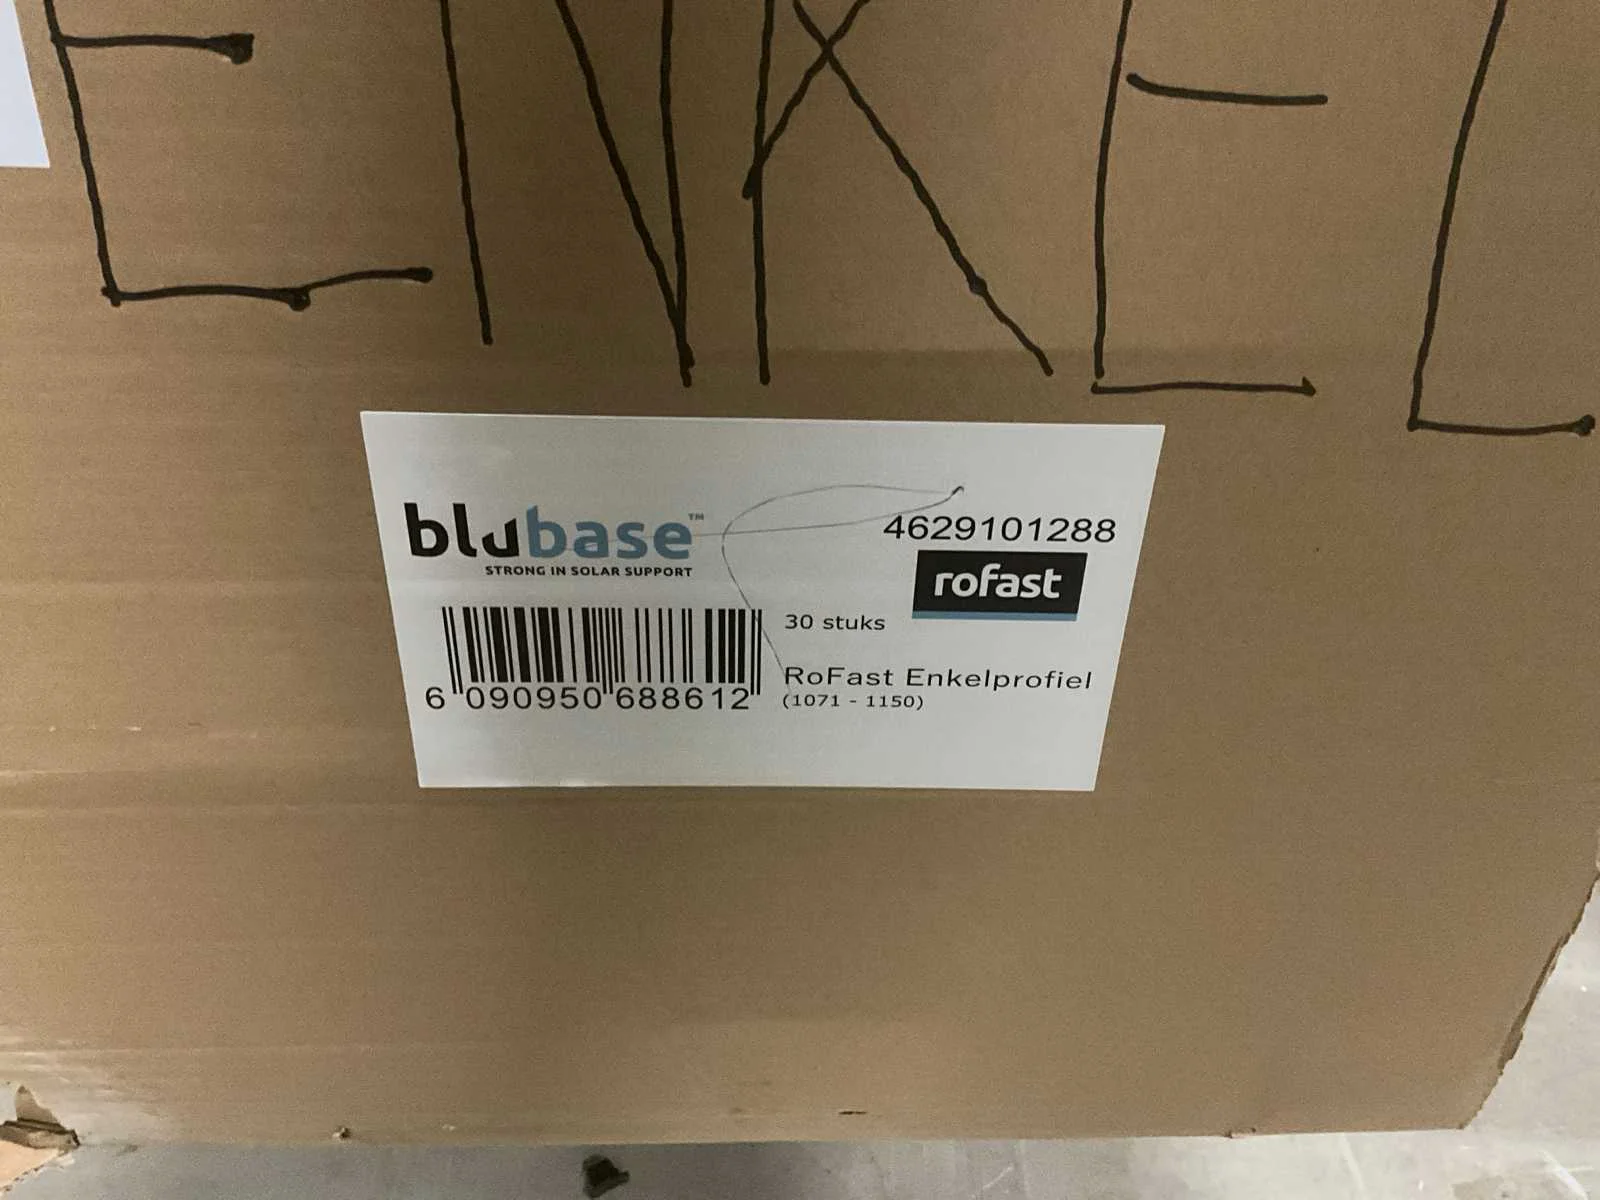 ENKEL
blubase™
STRONG IN SOLAR SUPPORT
4629101288
rofast
30 stuks
RoFast Enkelprofiel
(1071 - 1150)
6 090950 688612